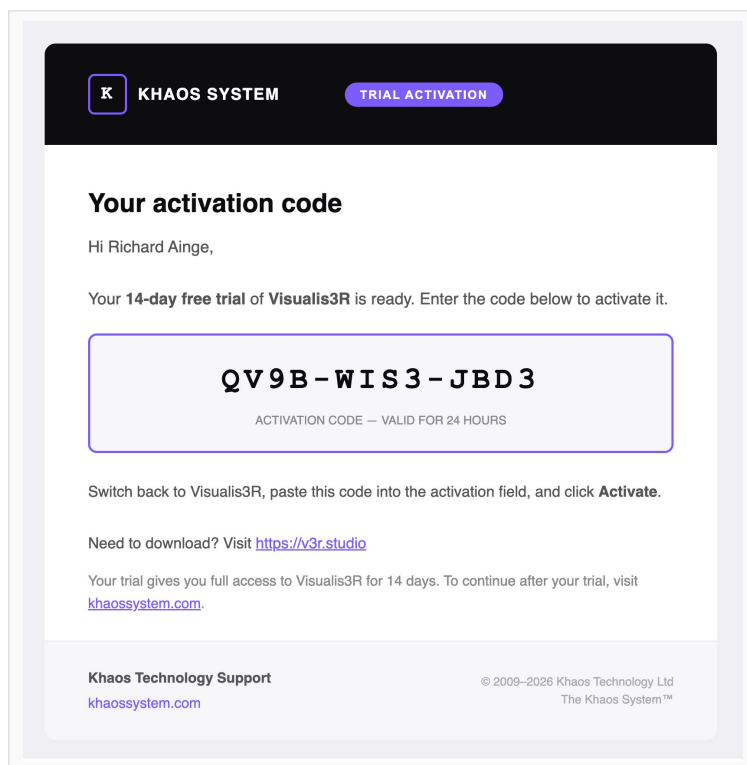 K KHAOS SYSTEM TRIAL ACTIVATION
Your activation code
Hi Richard Ainge,
Your 14-day free trial of Visualis3R is ready. Enter the code below to activate it.
QV9B-WIS3-JBD3
ACTIVATION CODE — VALID FOR 24 HOURS
Switch back to Visualis3R, paste this code into the activation field, and click Activate.
Need to download? Visit https://v3r.studio
Your trial gives you full access to Visualis3R for 14 days. To continue after your trial, visit
khaossystem.com.
Khaos Technology Support
khaossystem.com
© 2009–2026 Khaos Technology Ltd
The Khaos System™